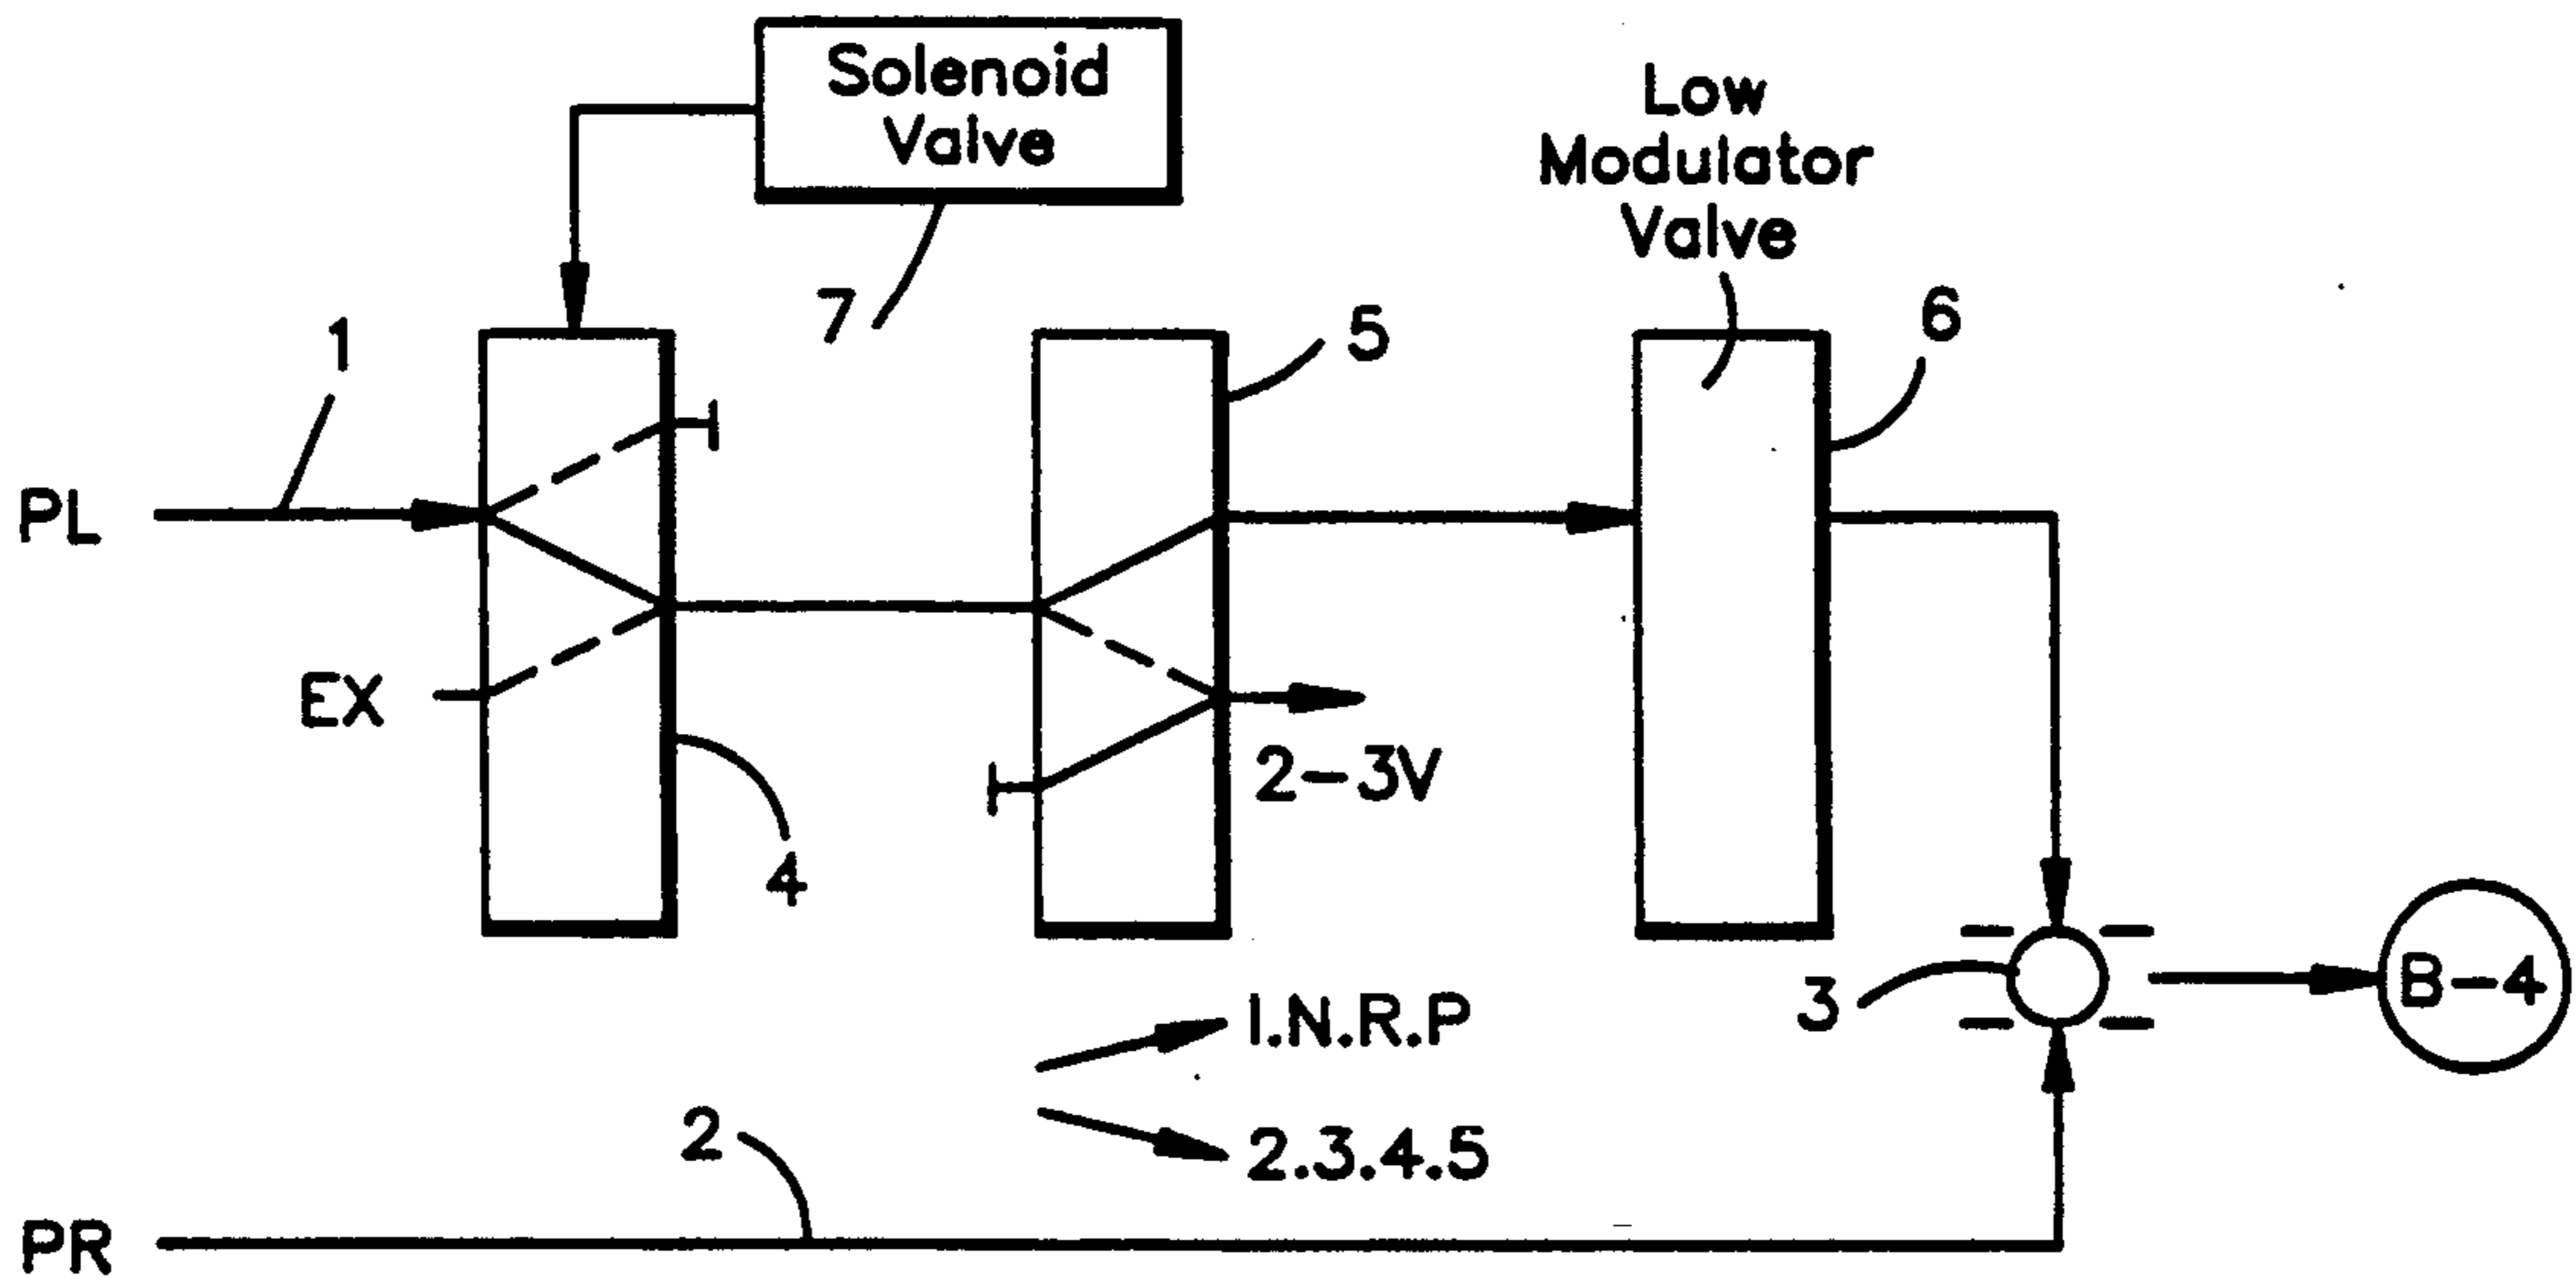 Solenoid
Valve
Low
Modulator
Valve
7
1
5
6
PL
EX
2-3V
4
3
B-4
1.N.R.P
2.3.4.5
2
PR